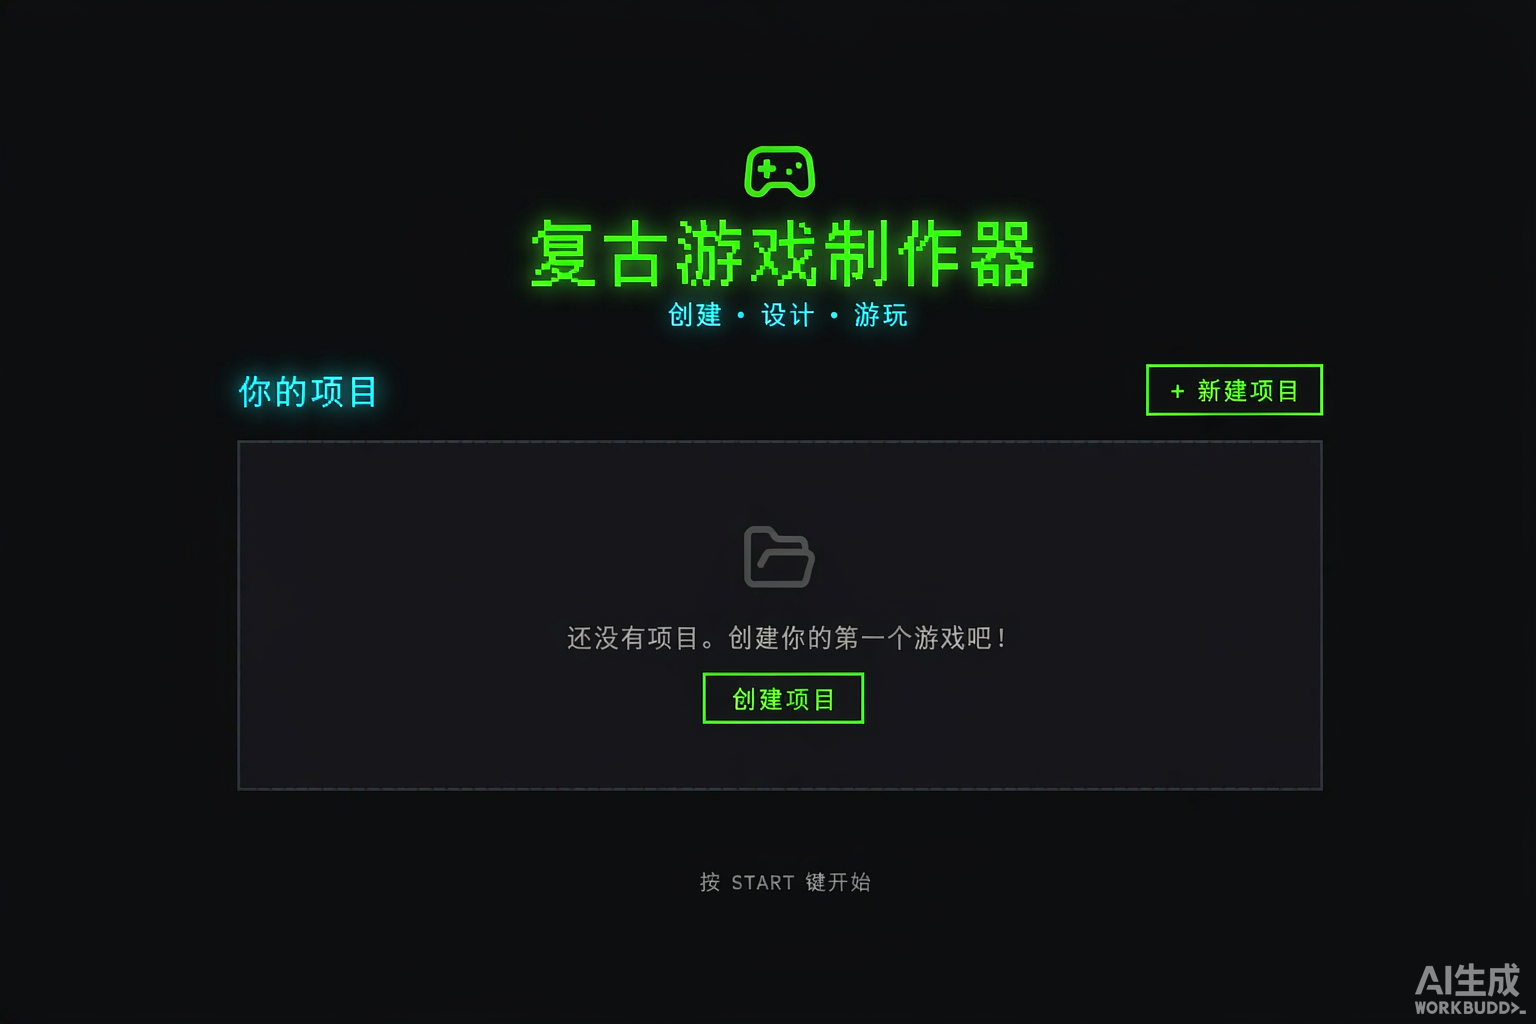 复古游戏制作器
创建 • 设计 • 游玩
你的项目
+ 新建项目
还没有项目。创建你的第一个游戏吧！
创建项目
按 START 键开始
AI生成
WORKBUDD>_